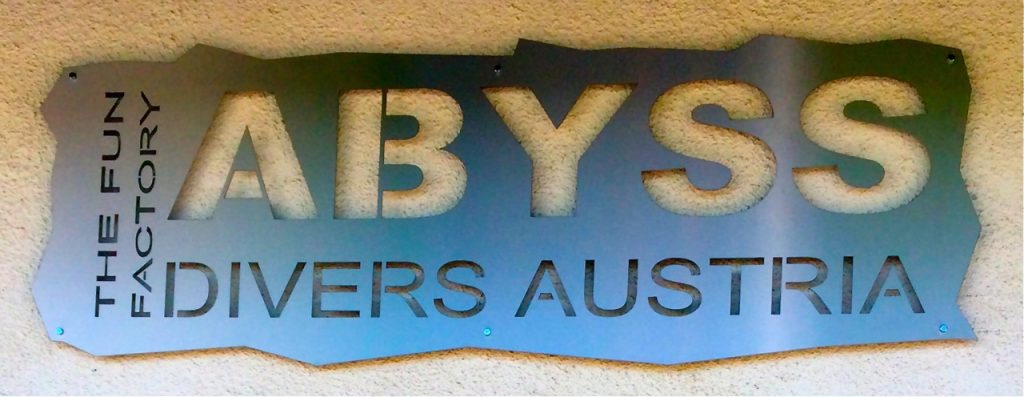 THE FUN
FACTORY
ABYSS
DIVERS AUSTRIA